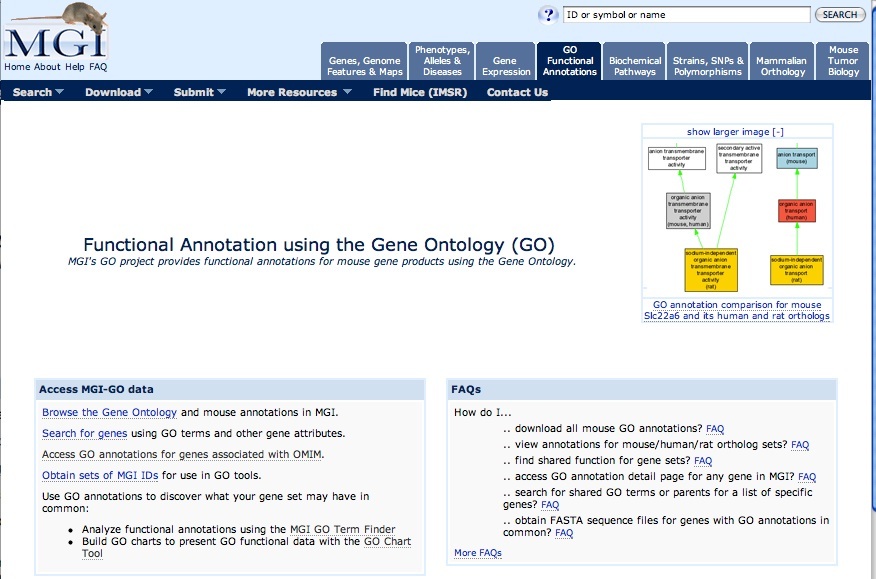 MGI
Home About Help FAQ
?
ID or symbol or name
SEARCH
Genes, Genome
Features & Maps
Phenotypes,
Alleles &
Diseases
Gene
Expression
GO
Functional
Annotations
Biochemical
Pathways
Strains, SNPs &
Polymorphisms
Mammalian
Orthology
Mouse
Tumor
Biology
Search
Download
Submit
More Resources
Find Mice (IMSR)
Contact Us
show larger image [-]
anion transmembrane
transporter
activity
secondary active
transmembrane
transporter
activity
anion transport
(mouse)
organic anion
transmembrane
transporter
activity
(mouse, human)
organic anion
transport
(human)
sodium-independent
organic anion
transmembrane
transporter
activity
(rat)
sodium-independent
organic anion
transport
(rat)
GO annotation comparison for mouse
Slc22a6 and its human and rat orthologs
Functional Annotation using the Gene Ontology (GO)
MGI's GO project provides functional annotations for mouse gene products using the Gene Ontology.
Access MGI-GO data
Browse the Gene Ontology and mouse annotations in MGI.
Search for genes using GO terms and other gene attributes.
Access GO annotations for genes associated with OMIM.
Obtain sets of MGI IDs for use in GO tools.
Use GO annotations to discover what your gene set may have in
common:
• Analyze functional annotations using the MGI GO Term Finder
• Build GO charts to present GO functional data with the GO Chart
Tool
FAQs
How do I...
.. download all mouse GO annotations? FAQ
.. view annotations for mouse/human/rat ortholog sets? FAQ
.. find shared function for gene sets? FAQ
.. access GO annotation detail page for any gene in MGI? FAQ
.. search for shared GO terms or parents for a list of specific
genes? FAQ
.. obtain FASTA sequence files for genes with GO annotations in
common? FAQ
More FAQs